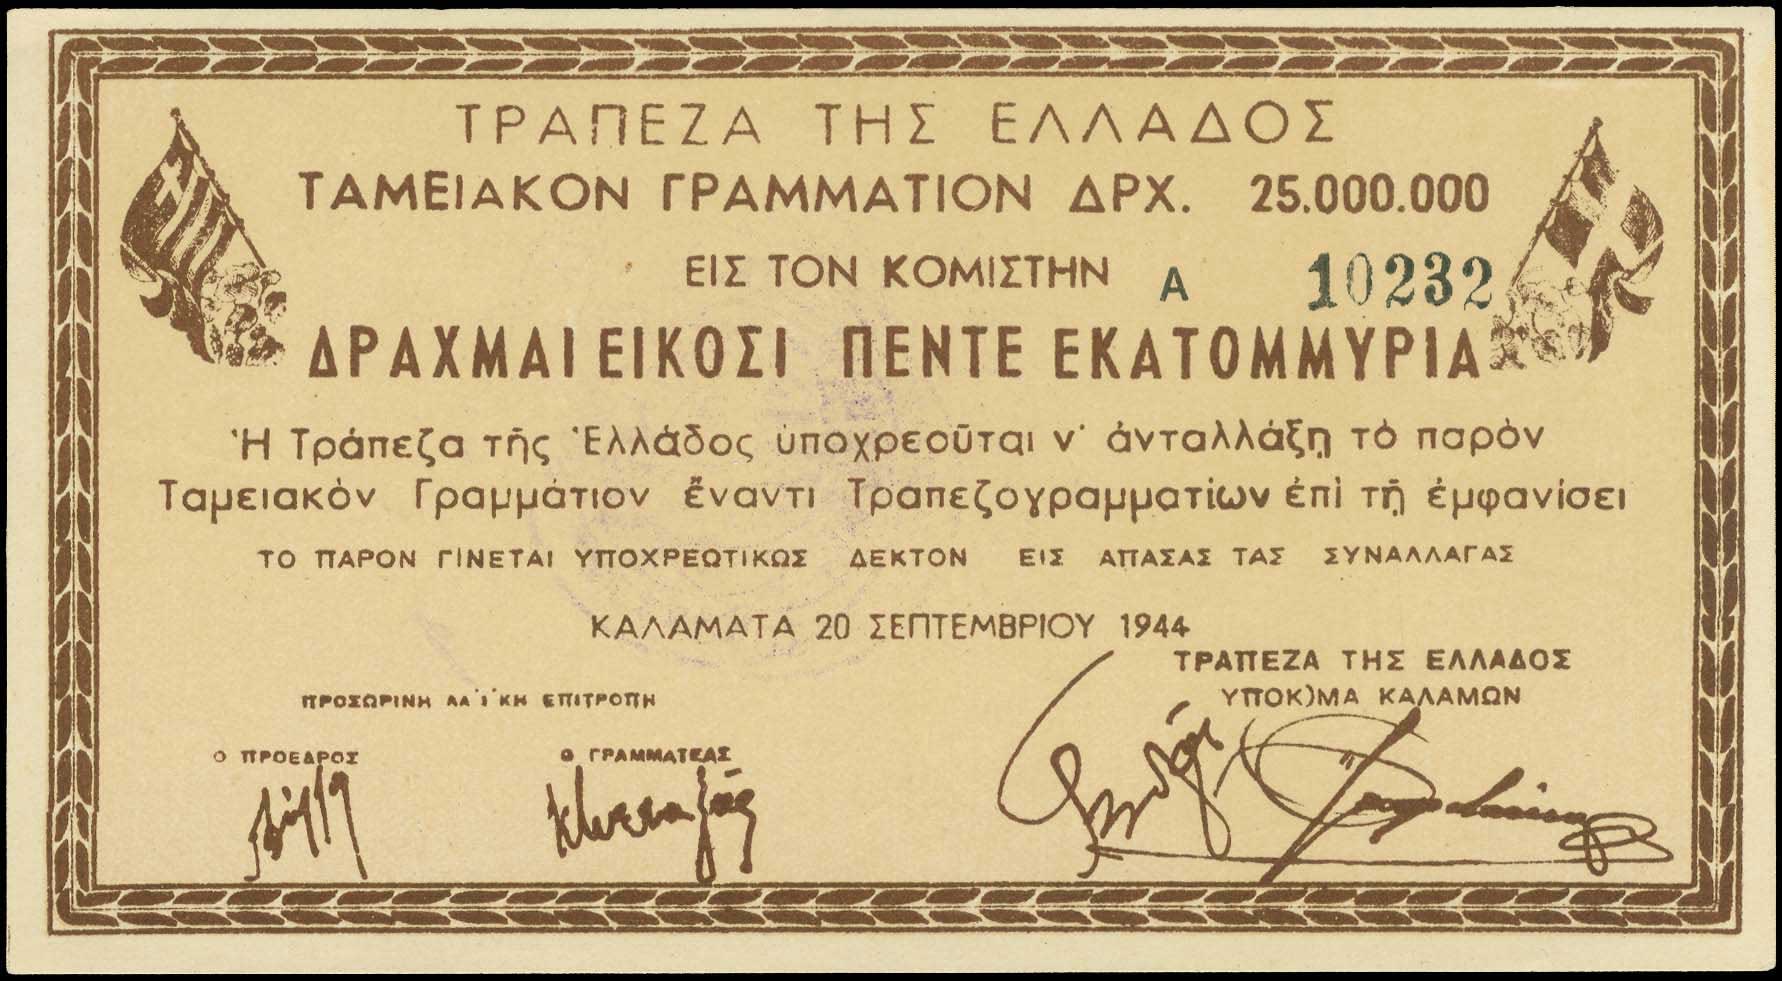 ΤΡΑΠΕΖΑ ΤΗΣ ΕΛΛΑΔΟΣ
ΤΑΜΕΙΑΚΟΝ ΓΡΑΜΜΑΤΙΟΝ ΔΡΧ. 25.000.000
ΕΙΣ ΤΟΝ ΚΟΜΙΣΤΗΝ Α 10232
ΔΡΑΧΜΑΙ ΕΙΚΟΣΙ ΠΕΝΤΕ ΕΚΑΤΟΜΜΥΡΙΑ
Ἡ Τράπεζα τῆς Ἑλλάδος ὑποχρεοῦται ν' ἀνταλλάξῃ τὸ παρὸν
Ταμειακὸν Γραμμάτιον ἔναντι Τραπεζογραμματίων ἐπὶ τῇ ἐμφανίσει
ΤΟ ΠΑΡΟΝ ΓΙΝΕΤΑΙ ΥΠΟΧΡΕΩΤΙΚΩΣ ΔΕΚΤΟΝ ΕΙΣ ΑΠΑΣΑΣ ΤΑΣ ΣΥΝΑΛΛΑΓΑΣ
ΚΑΛΑΜΑΤΑ 20 ΣΕΠΤΕΜΒΡΙΟΥ 1944
ΤΡΑΠΕΖΑ ΤΗΣ ΕΛΛΑΔΟΣ
ΥΠΟΚ)ΜΑ ΚΑΛΑΜΩΝ
ΠΡΟΣΩΡΙΝΗ ΛΑ'Ι'ΚΗ ΕΠΙΤΡΟΠΗ
Ο ΠΡΟΕΔΡΟΣ Ο ΓΡΑΜΜΑΤΕΑΣ